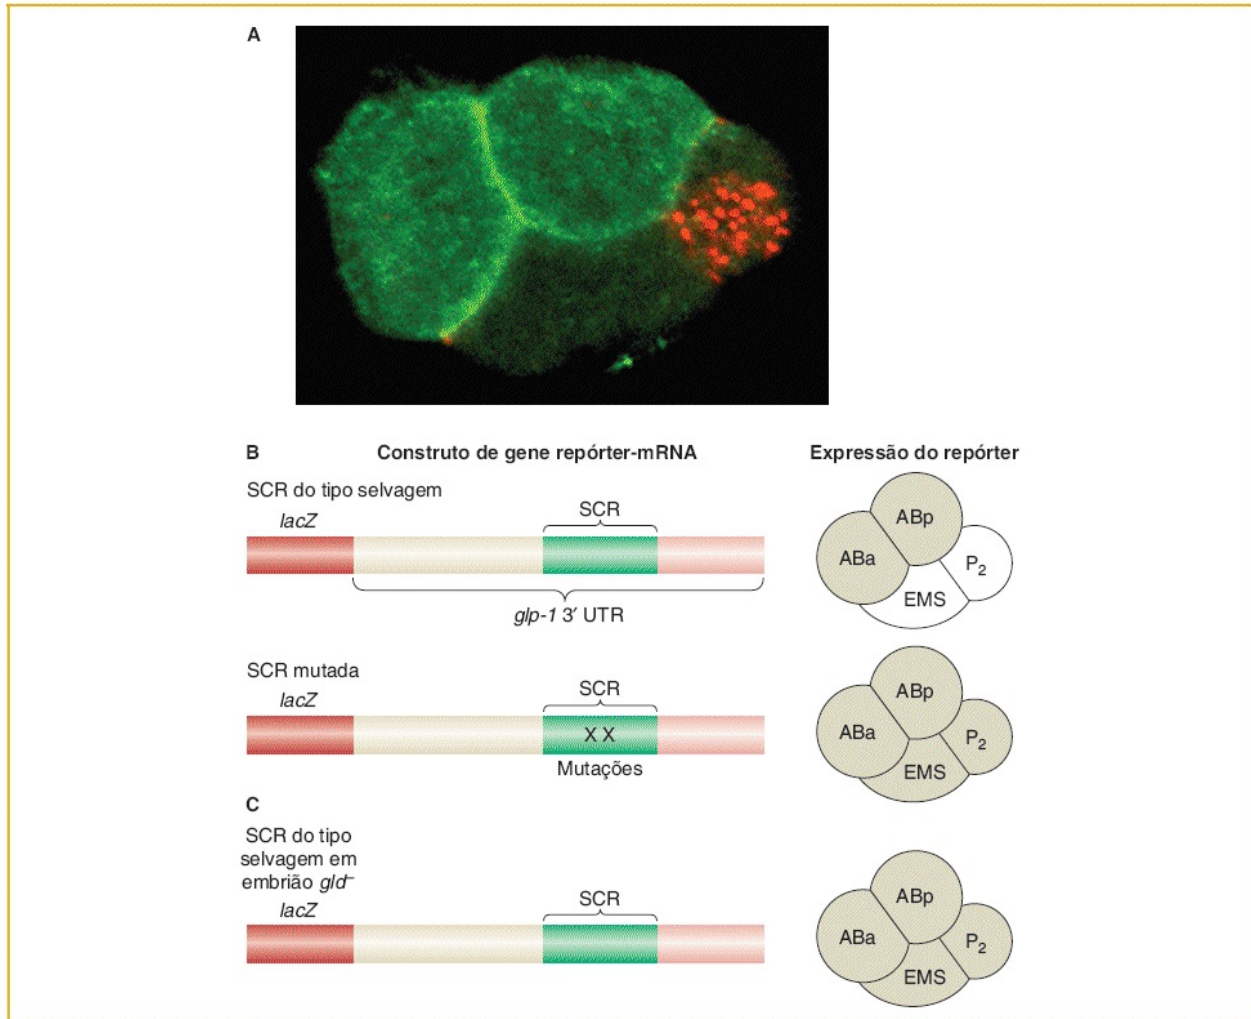 A
B
Construto de gene repórter-mRNA
Expressão do repórter
SCR do tipo selvagem
lacZ
SCR
glp-1 3′ UTR
ABp
ABa
P2
EMS
SCR mutada
lacZ
SCR
X X
Mutações
ABp
ABa
P2
EMS
C
SCR do tipo
selvagem em
embrião gld–
lacZ
SCR
ABp
ABa
P2
EMS